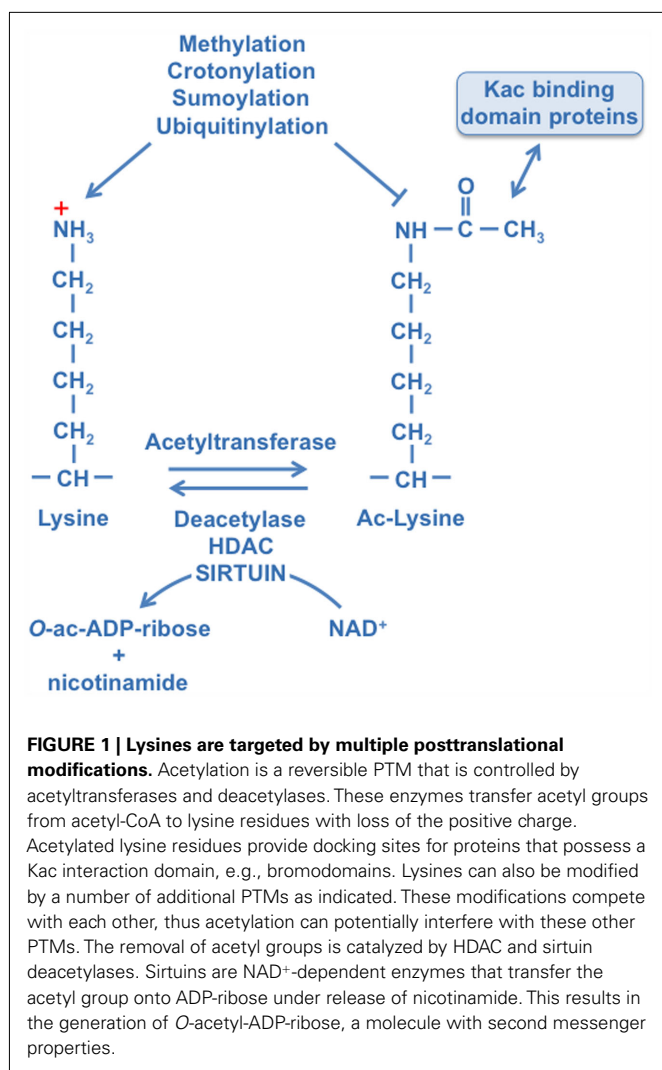 Methylation
Crotonylation
Sumoylation
Ubiquitinylation
Kac binding
domain proteins
+
NH₃
CH₂
CH₂
CH₂
CH₂
– CH –
Lysine
O
NH – C – CH₃
CH₂
CH₂
CH₂
CH₂
– CH –
Ac-Lysine
Acetyltransferase
Deacetylase
HDAC
SIRTUIN
O-ac-ADP-ribose
+
nicotinamide
NAD⁺
FIGURE 1 | Lysines are targeted by multiple posttranslational
modifications. Acetylation is a reversible PTM that is controlled by
acetyltransferases and deacetylases. These enzymes transfer acetyl groups
from acetyl-CoA to lysine residues with loss of the positive charge.
Acetylated lysine residues provide docking sites for proteins that possess a
Kac interaction domain, e.g., bromodomains. Lysines can also be modified
by a number of additional PTMs as indicated. These modifications compete
with each other, thus acetylation can potentially interfere with these other
PTMs. The removal of acetyl groups is catalyzed by HDAC and sirtuin
deacetylases. Sirtuins are NAD⁺-dependent enzymes that transfer the
acetyl group onto ADP-ribose under release of nicotinamide. This results in
the generation of O-acetyl-ADP-ribose, a molecule with second messenger
properties.